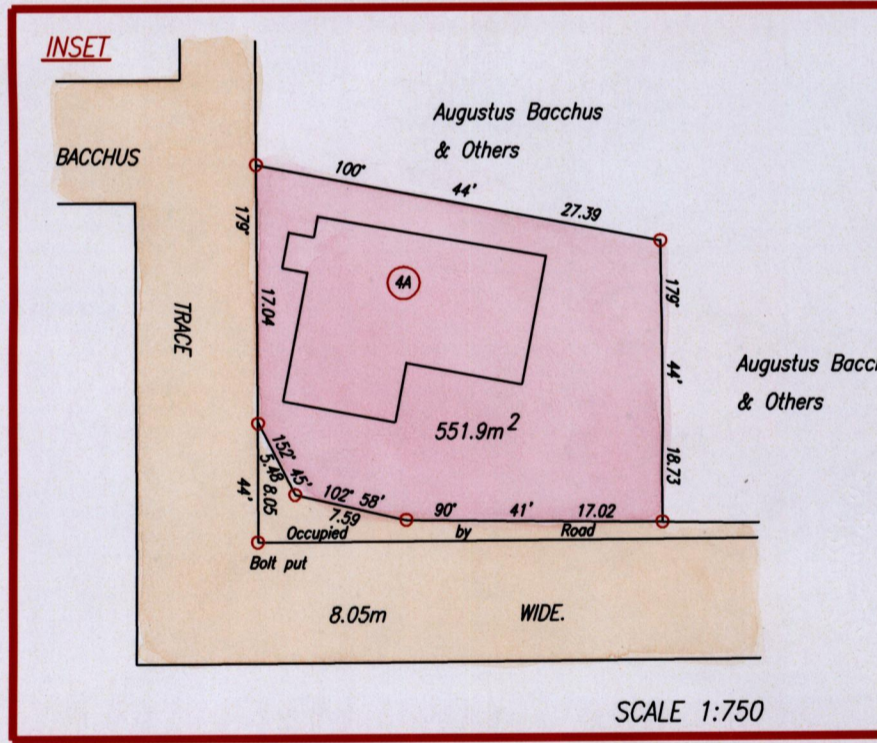 INSET
Augustus Bacchus
& Others
BACCHUS
100° 44' 27.39
179° 17.04 44'
4A
179° 44' 18.73
TRACE
Augustus Bacc
& Others
551.9m²
152° 45'
5.48
8.05
102° 58'
7.59
90° 41' 17.02
Occupied by Road
Bolt put
8.05m WIDE.
SCALE 1:750